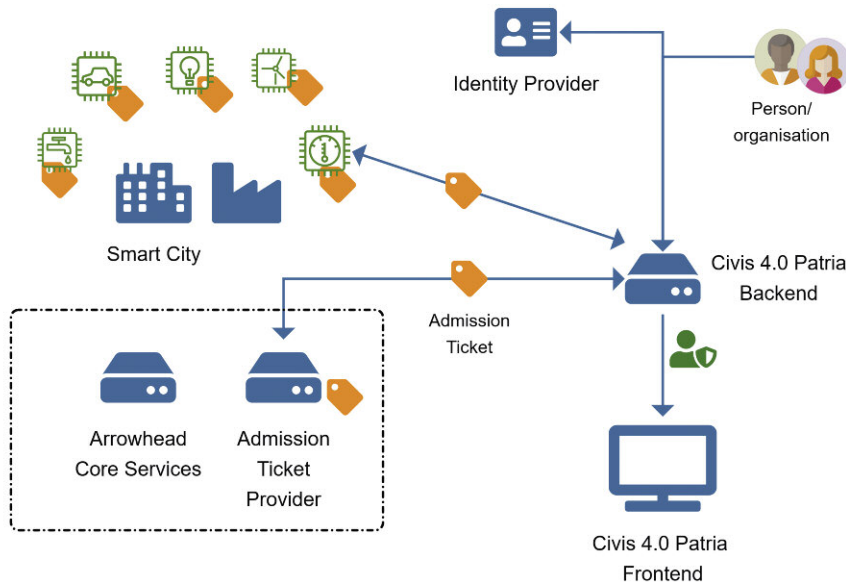 Identity Provider
Person/
organisation
Smart City
Civis 4.0 Patria
Backend
Admission
Ticket
Arrowhead
Core Services
Admission
Ticket
Provider
Civis 4.0 Patria
Frontend